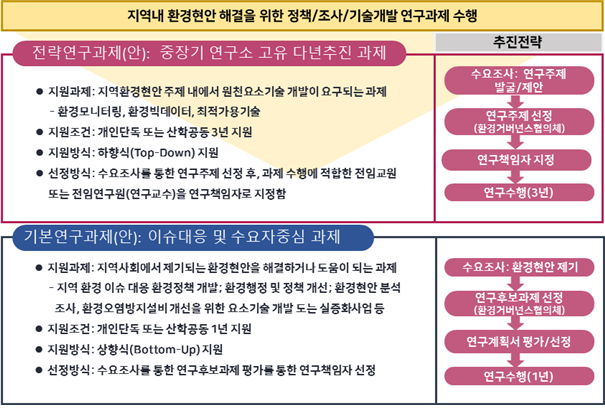 지역내 환경현안 해결을 위한 정책/조사/기술개발 연구과제 수행
전략연구과제(안): 중장기 연구소 고유 다년추진 과제
● 지원과제: 지역환경현안 주제 내에서 원천요소기술 개발이 요구되는 과제
- 환경모니터링, 환경빅데이터, 최적가용기술
● 지원조건: 개인단독 또는 산학공동 3년 지원
● 지원방식: 하향식(Top-Down) 지원
● 선정방식: 수요조사를 통한 연구주제 선정 후, 과제 수행에 적합한 전임교원
또는 전임연구원(연구교수)을 연구책임자로 지정함
추진전략
수요조사: 연구주제
발굴/제안
연구주제 선정
(환경거버넌스협의체)
연구책임자 지정
연구수행(3년)
기본연구과제(안): 이슈대응 및 수요자중심 과제
● 지원과제: 지역사회에서 제기되는 환경현안을 해결하거나 도움이 되는 과제
- 지역 환경 이슈 대응 환경정책 개발; 환경행정 및 정책 개선; 환경현안 분석
조사, 환경오염방지설비 개선을 위한 요소기술 개발 도는 실증화사업 등
● 지원조건: 개인단독 또는 산학공동 1년 지원
● 지원방식: 상향식(Bottom-Up) 지원
● 선정방식: 수요조사를 통한 연구후보과제 평가를 통한 연구책임자 선정
수요조사: 환경현안 제기
연구후보과제 선정
(환경거버넌스협의체)
연구계획서 평가/선정
연구수행(1년)